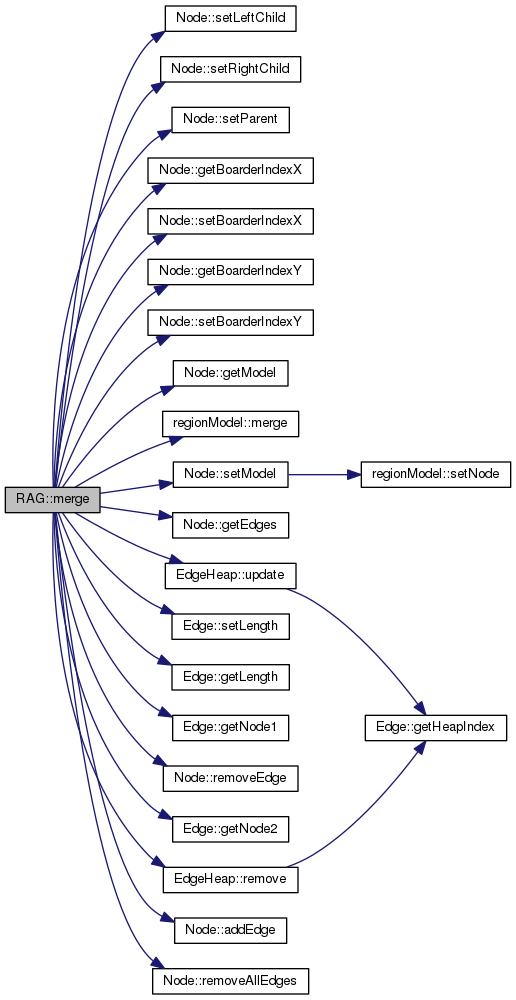 Node::setLeftChild
Node::setRightChild
Node::setParent
Node::getBoarderIndexX
Node::setBoarderIndexX
Node::getBoarderIndexY
Node::setBoarderIndexY
Node::getModel
regionModel::merge
Node::setModel
regionModel::setNode
RAG::merge
Node::getEdges
EdgeHeap::update
Edge::setLength
Edge::getLength
Edge::getNode1
Edge::getHeapIndex
Node::removeEdge
Edge::getNode2
EdgeHeap::remove
Node::addEdge
Node::removeAllEdges